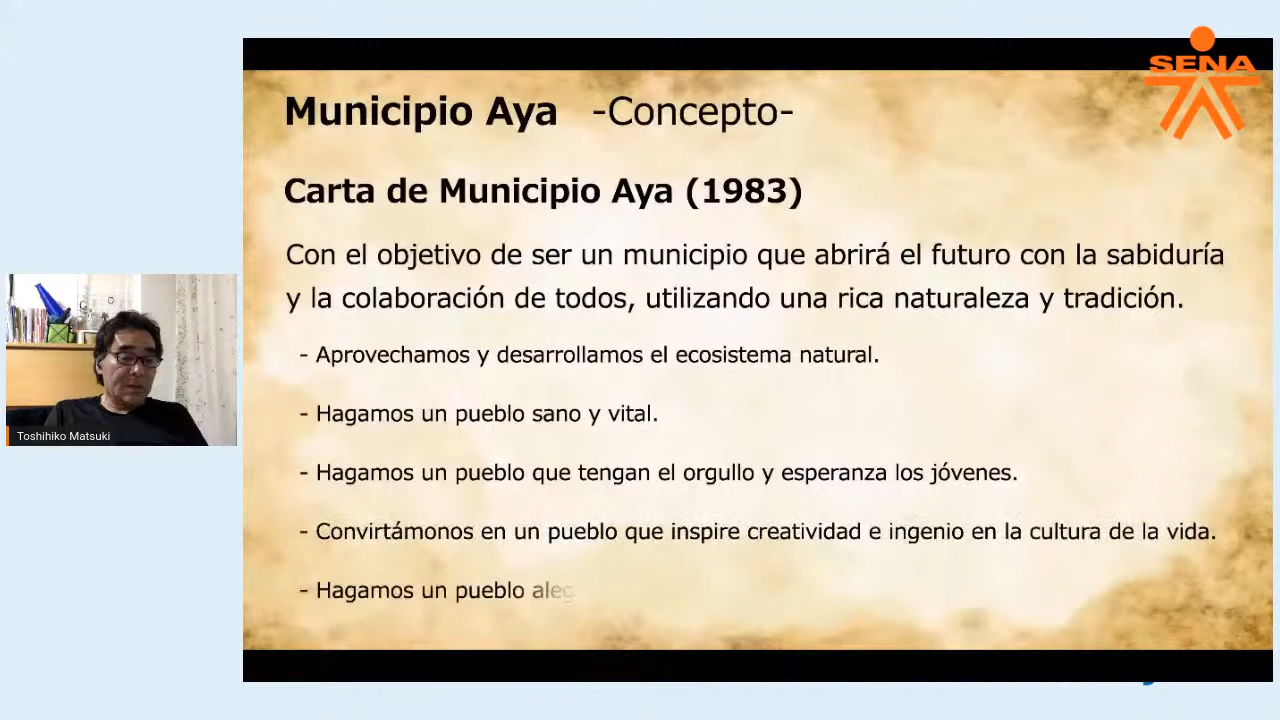 SENA
Municipio Aya -Concepto-
Carta de Municipio Aya (1983)
Con el objetivo de ser un municipio que abrirá el futuro con la sabiduría
y la colaboración de todos, utilizando una rica naturaleza y tradición.
- Aprovechamos y desarrollamos el ecosistema natural.
- Hagamos un pueblo sano y vital.
- Hagamos un pueblo que tengan el orgullo y esperanza los jóvenes.
- Convirtámonos en un pueblo que inspire creatividad e ingenio en la cultura de la vida.
- Hagamos un pueblo
Toshihiko Matsuki